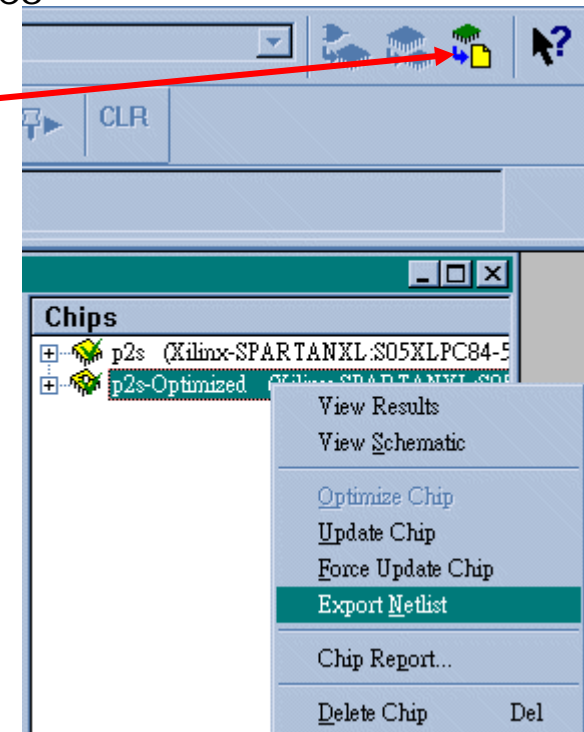 CLR
Chips
p2s (Xilinx-SPARTANXL:S05XLPC84-5
p2s-Optimized
View Results
View Schematic
Optimize Chip
Update Chip
Force Update Chip
Export Netlist
Chip Report...
Delete Chip Del